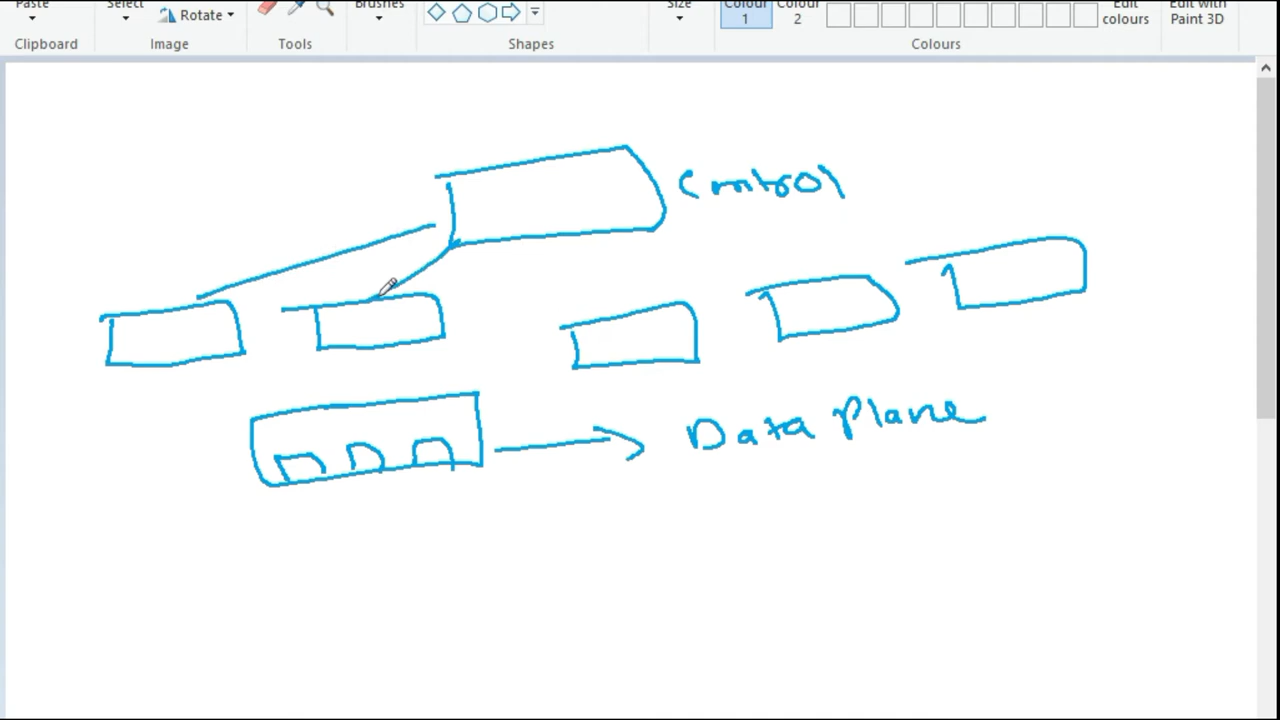 Paste
Select
Rotate
Brushes
Size
Colour 1
Colour 2
Edit colours
Edit with Paint 3D
Clipboard
Image
Tools
Shapes
Colours
Control
Data Plane